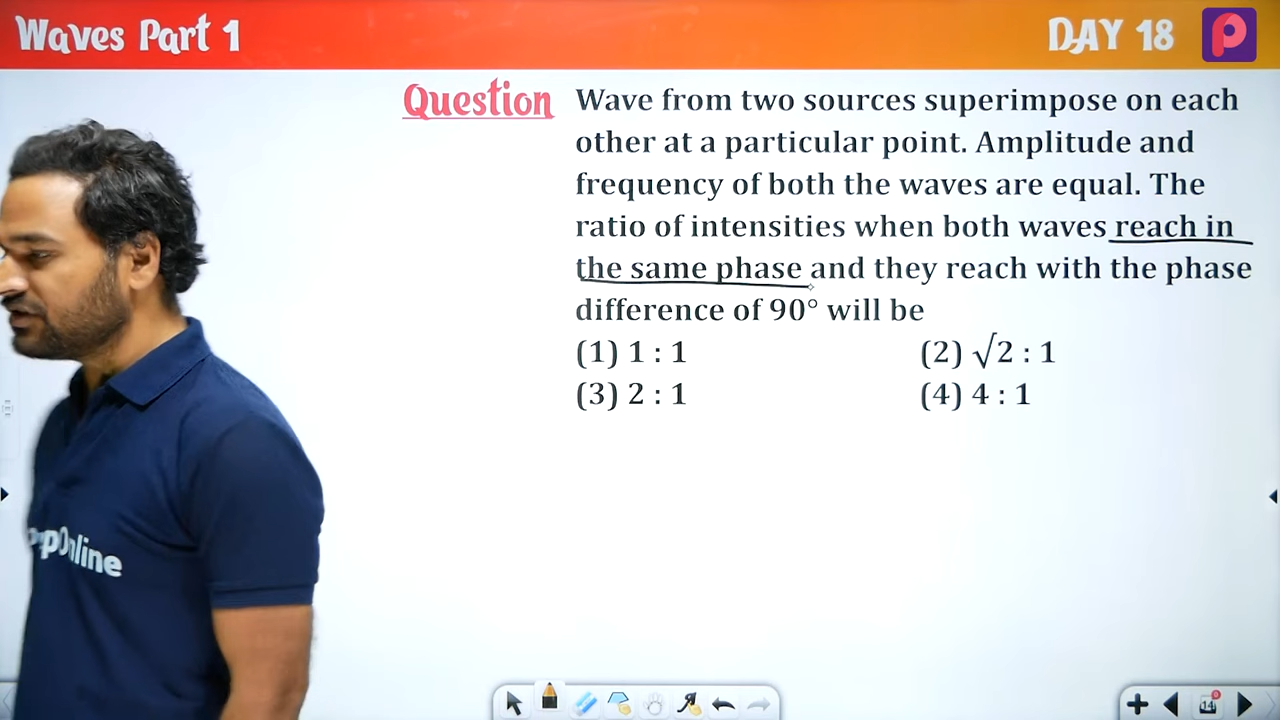 Waves Part 1
DAY 18
Question
Wave from two sources superimpose on each
other at a particular point. Amplitude and
frequency of both the waves are equal. The
ratio of intensities when both waves reach in
the same phase and they reach with the phase
difference of 90° will be
(1) 1 : 1
(2) √2 : 1
(3) 2 : 1
(4) 4 : 1
pOnline
14